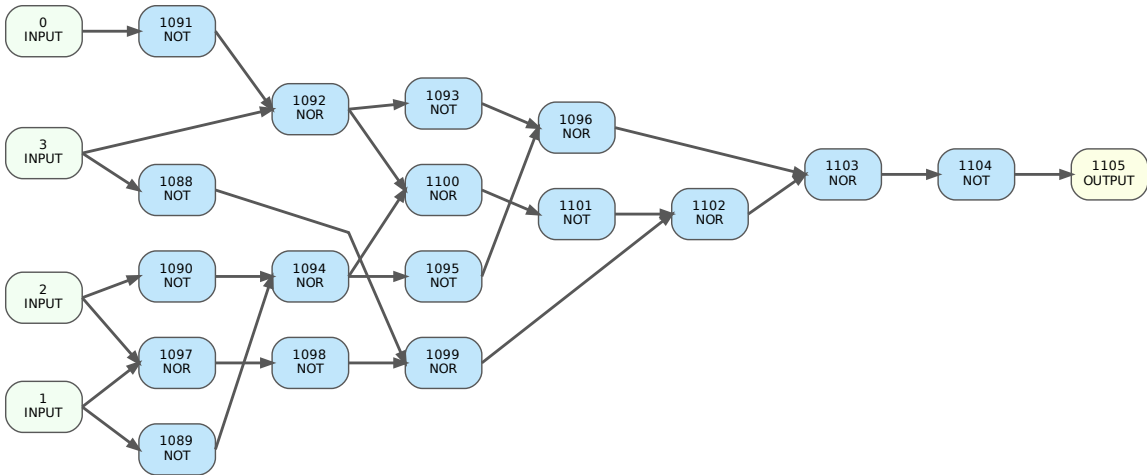 0
INPUT
1091
NOT
3
INPUT
1092
NOR
1093
NOT
1096
NOR
1088
NOT
1100
NOR
1101
NOT
1102
NOR
1103
NOR
1104
NOT
1105
OUTPUT
2
INPUT
1090
NOT
1094
NOR
1095
NOT
1097
NOR
1098
NOT
1099
NOR
1
INPUT
1089
NOT